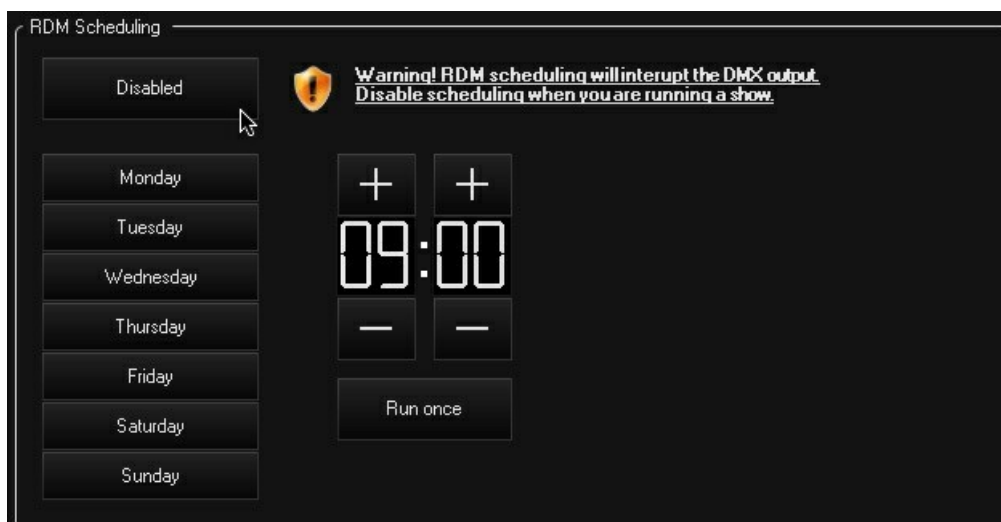 RDM Scheduling
Disabled
Warning! RDM scheduling will interupt the DMX output.
Disable scheduling when you are running a show.
Monday
Tuesday
Wednesday
Thursday
Friday
Saturday
Sunday
+ +
09:00
− −
Run once